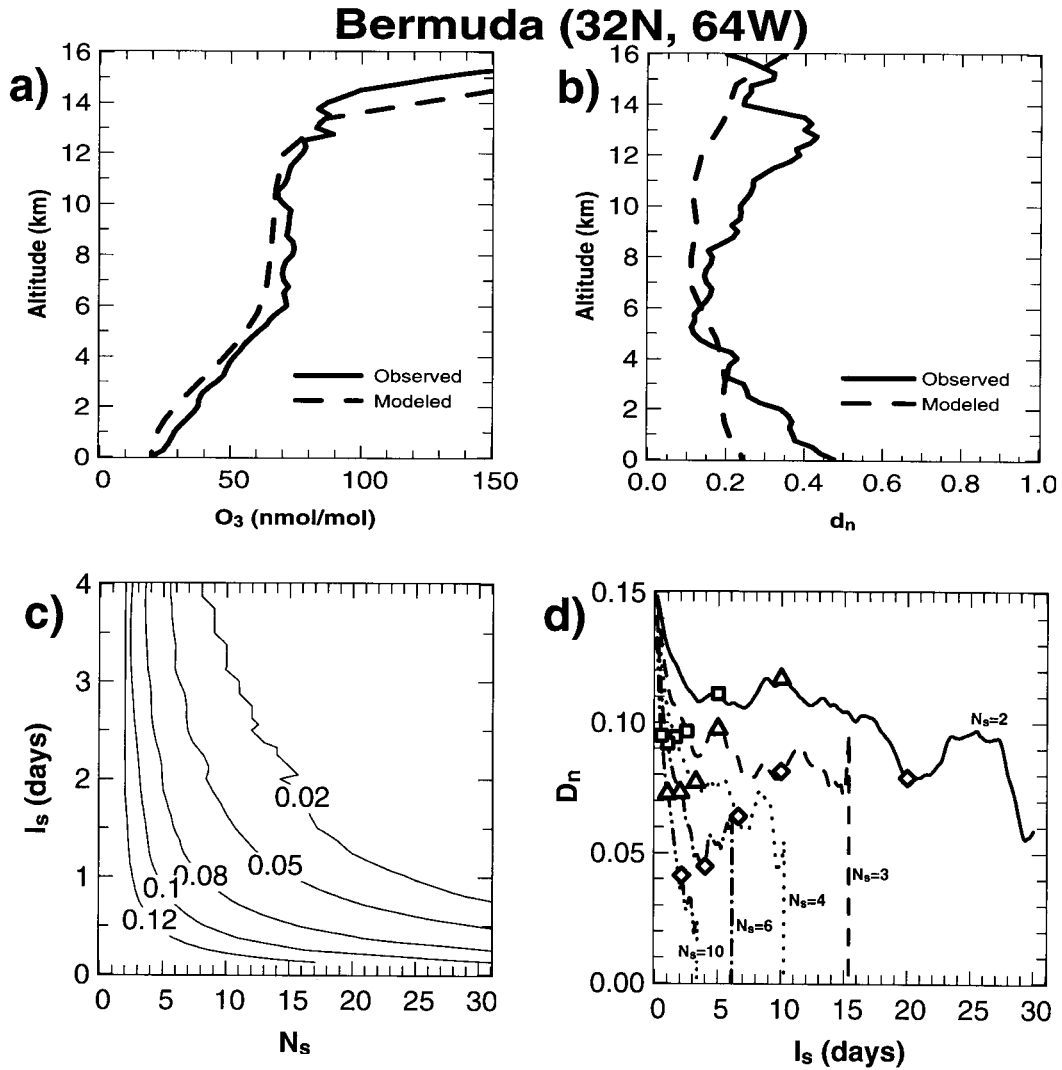 Bermuda (32N, 64W)
a)
16
14
12
10
8
6
4
2
0
Altitude (km)
Observed
Modeled
0 50 100 150
O₃ (nmol/mol)
b)
16
14
12
10
8
6
4
2
0
Altitude (km)
Observed
Modeled
0.0 0.2 0.4 0.6 0.8 1.0
dₙ
c)
4
3
2
1
0
Iₛ (days)
0.02
0.05
0.08
0.1
0.12
0 5 10 15 20 25 30
Nₛ
d)
0.15
0.10
0.05
0.00
Dₙ
Nₛ=2
Nₛ=3
Nₛ=4
Nₛ=6
Nₛ=10
0 5 10 15 20 25 30
Iₛ (days)